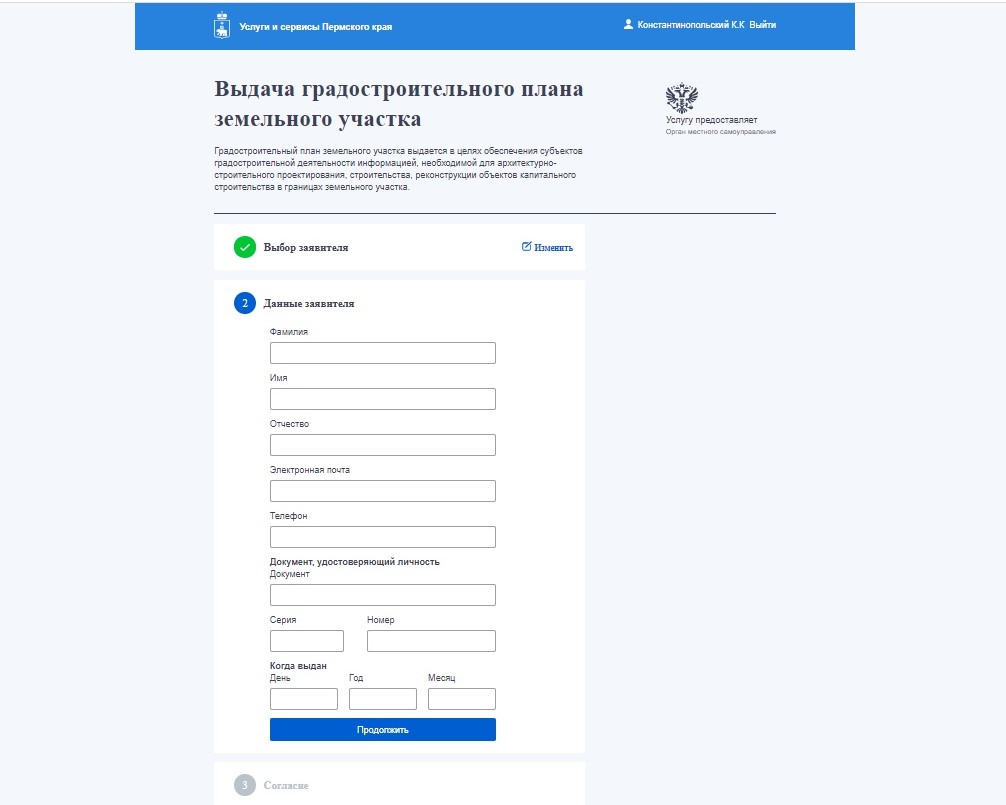 Услуги и сервисы Пермского края
Константинопольский К.К Выйти
Выдача градостроительного плана
земельного участка
Услугу предоставляет
Орган местного самоуправления
Градостроительный план земельного участка выдается в целях обеспечения субъектов
градостроительной деятельности информацией, необходимой для архитектурно-
строительного проектирования, строительства, реконструкции объектов капитального
строительства в границах земельного участка.
Выбор заявителя
Изменить
2 Данные заявителя
Фамилия
Имя
Отчество
Электронная почта
Телефон
Документ, удостоверяющий личность
Документ
Серия Номер
Когда выдан
День Год Месяц
Продолжить
3 Согласие